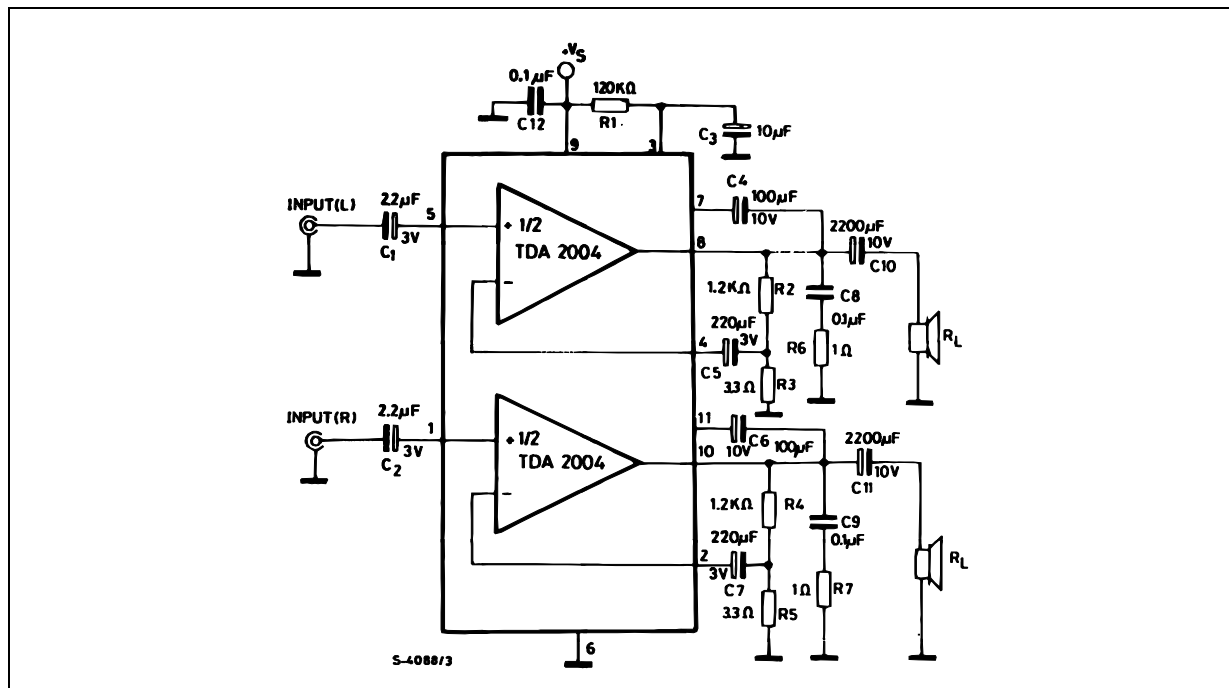 +VS
0.1µF
C12
120KΩ
R1
9
3
C3
10µF
INPUT(L)
2.2µF
3V
C1
5
+ 1/2
TDA 2004
-
7
C4
100µF
10V
8
2200µF
10V
C10
1.2KΩ
R2
C8
0.1µF
220µF
3V
4
C5
R6
1Ω
3.3Ω
R3
RL
INPUT(R)
2.2µF
3V
C2
1
+ 1/2
TDA 2004
-
11
C6
10V
100µF
10
2200µF
10V
C11
1.2KΩ
R4
C9
0.1µF
220µF
2
3V
C7
1Ω
R7
3.3Ω
R5
RL
6
S-4088/3